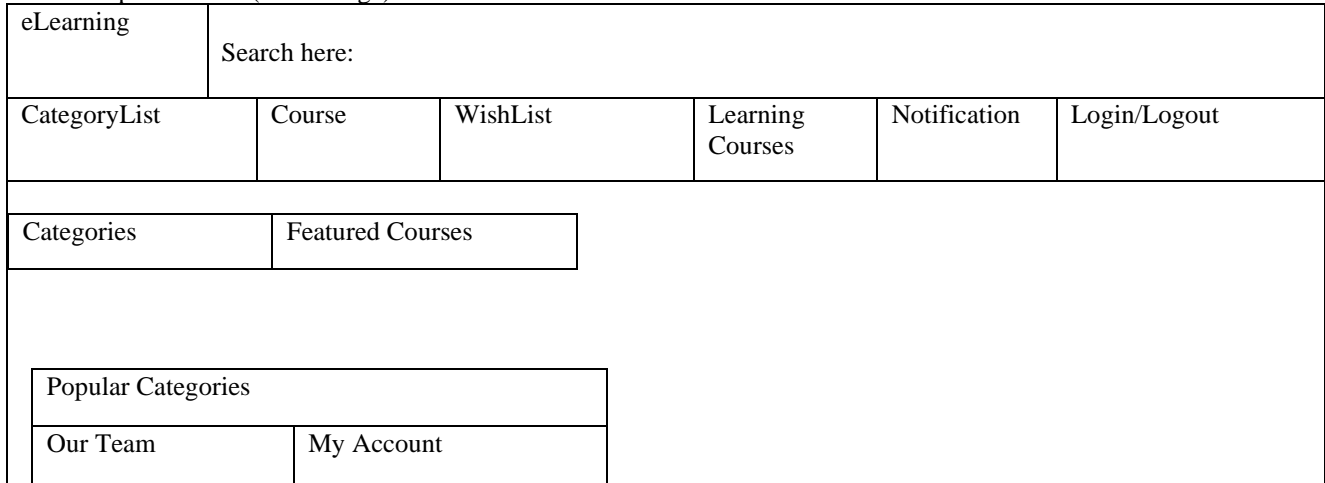 eLearning
Search here:
CategoryList Course WishList Learning Notification Login/Logout
Courses
Categories Featured Courses
Popular Categories
Our Team My Account